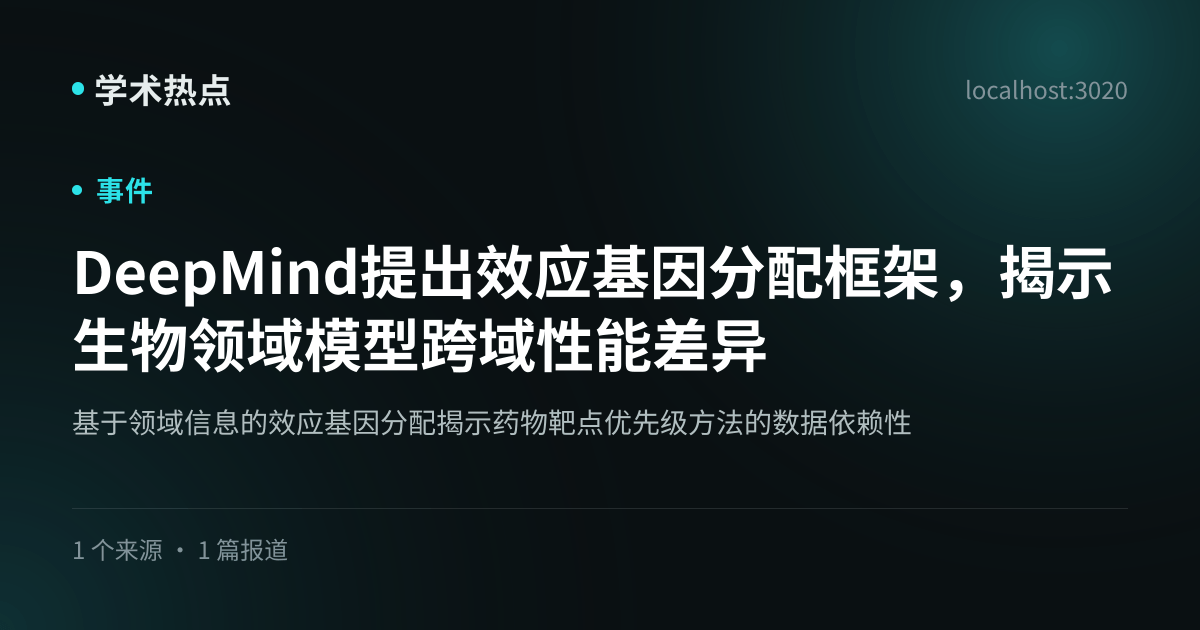 学术热点
localhost:3020
事件
DeepMind提出效应基因分配框架，揭示
生物领域模型跨域性能差异
基于领域信息的效应基因分配揭示药物靶点优先级方法的数据依赖性
1 个来源 · 1 篇报道